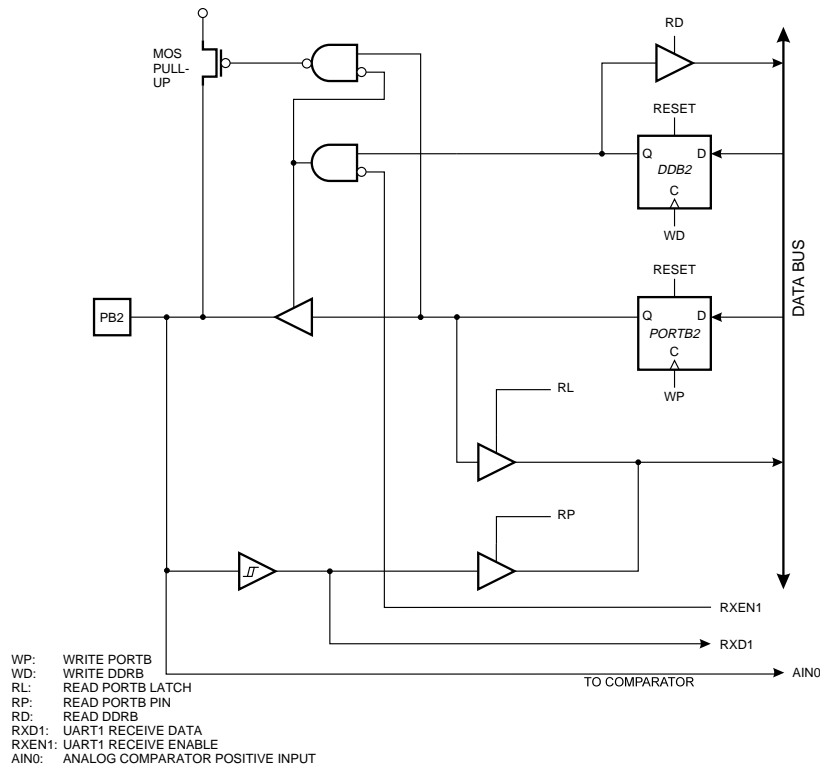 RD
MOS
PULL-
UP
RESET
Q
D
DDB2
C
WD
RESET
DATA BUS
PB2
Q
D
PORTB2
C
WP
RL
RP
RXEN1
RXD1
TO COMPARATOR
AIN0
WP: WRITE PORTB
WD: WRITE DDRB
RL: READ PORTB LATCH
RP: READ PORTB PIN
RD: READ DDRB
RXD1: UART1 RECEIVE DATA
RXEN1: UART1 RECEIVE ENABLE
AIN0: ANALOG COMPARATOR POSITIVE INPUT